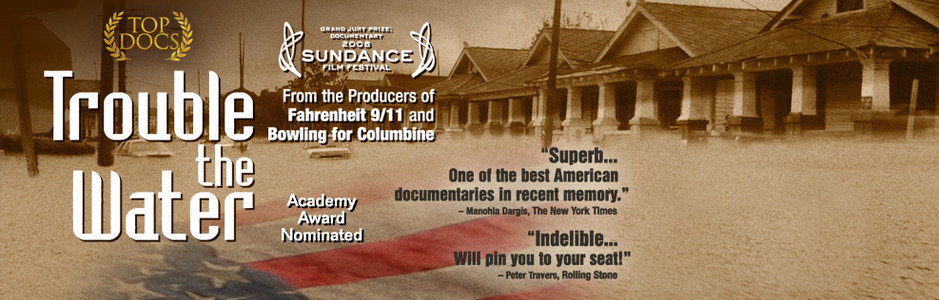 TOP
DOCS
Trouble
the
Water
GRAND JURY PRIZE;
DOCUMENTARY
2008
SUNDANCE
FILM FESTIVAL
From the Producers of
Fahrenheit 9/11 and
Bowling for Columbine
Academy
Award
Nominated
“Superb...
One of the best American
documentaries in recent memory.”
– Manohla Dargis, The New York Times
“Indelible...
Will pin you to your seat!”
– Peter Travers, Rolling Stone